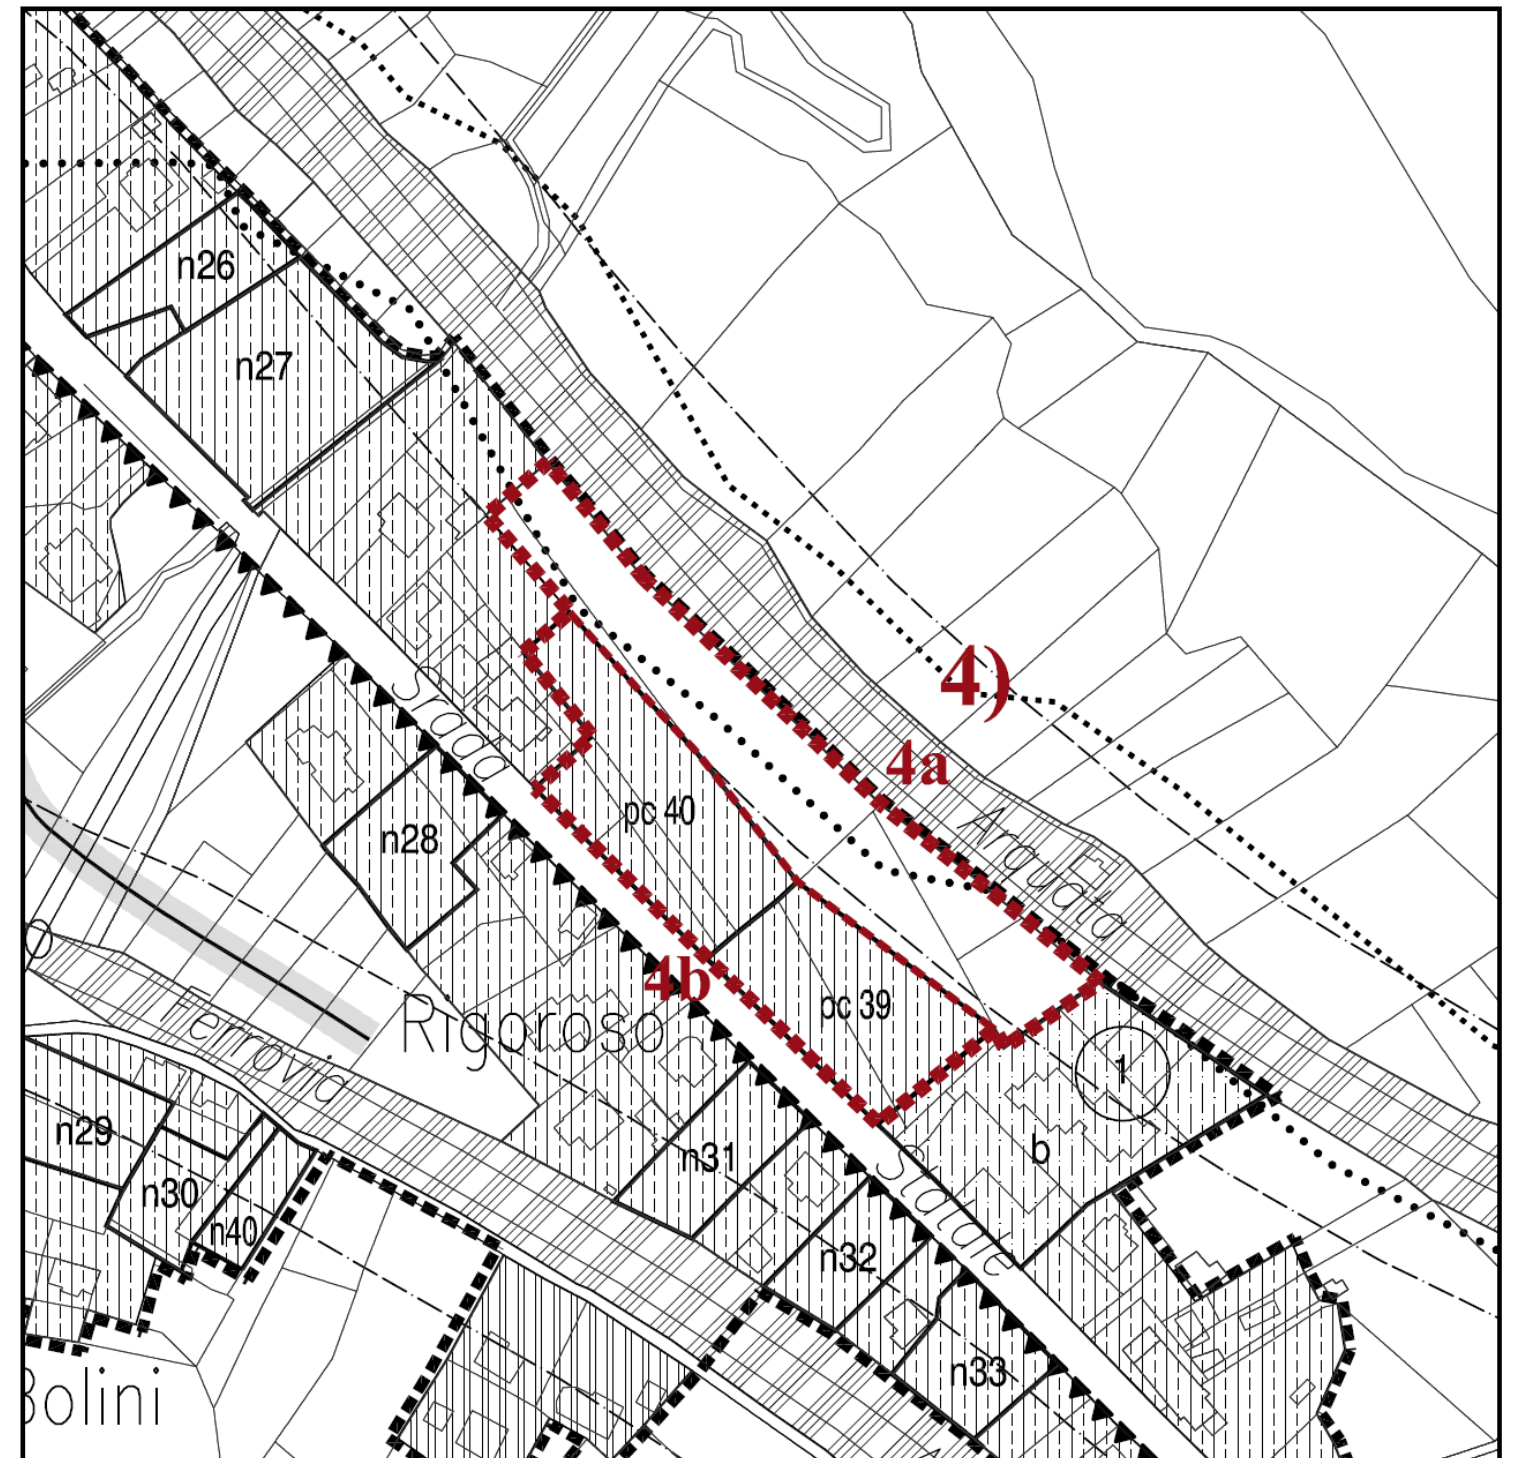 n26
n27
4)
Srada
4a
pc 40
Arquata
n28
4b
pc 39
Rigoroso
Ferrovia
1
n29
b
n31
n30
n40
Statale
n32
n33
Bolini